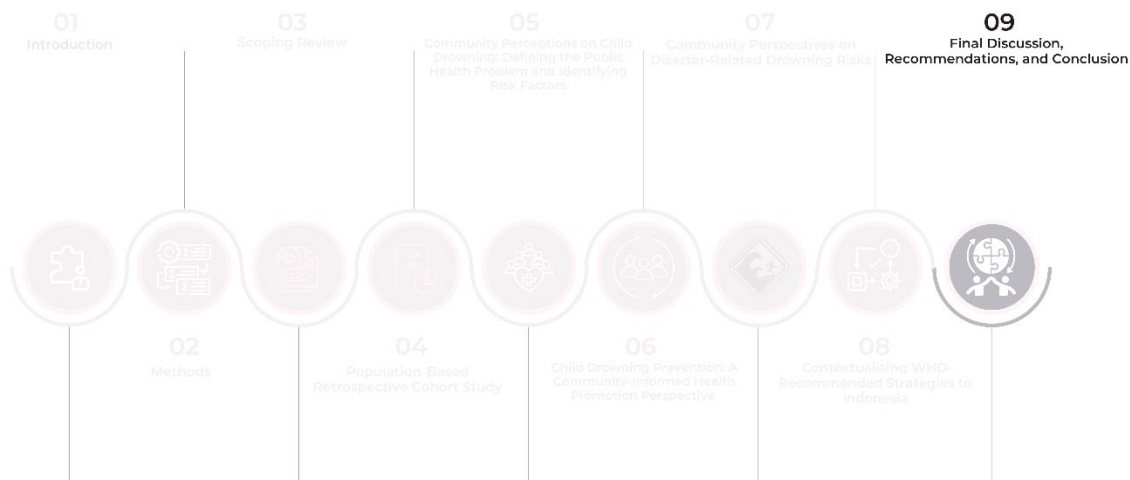 01
Introduction
03
Scoping Review
05
Community Perceptions on Child
Drowning: Defining the Public
Health Problem and Identifying
Risk Factors
07
Community Perspectives on
Disaster-Related Drowning Risks
09
Final Discussion,
Recommendations, and Conclusion
02
Methods
04
Population-Based
Retrospective Cohort Study
06
Child Drowning Prevention: A
Community-Informed Health
Promotion Perspective
08
Contextualising WHO-
Recommended Strategies to
Indonesia